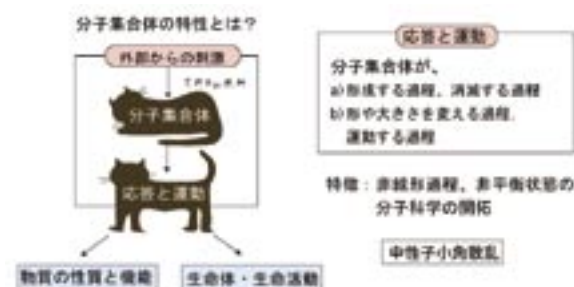 分子集合体の特性とは?
外部からの刺激
分子集合体
応答と運動
物質の性質と機能
生命体・生命活動
応答と運動
分子集合体が、
a)形成する過程、消滅する過程
b)形や大きさを変える過程、
運動する過程
特徴：非線形過程、非平衡状態の
分子科学の開拓
中性子小角散乱